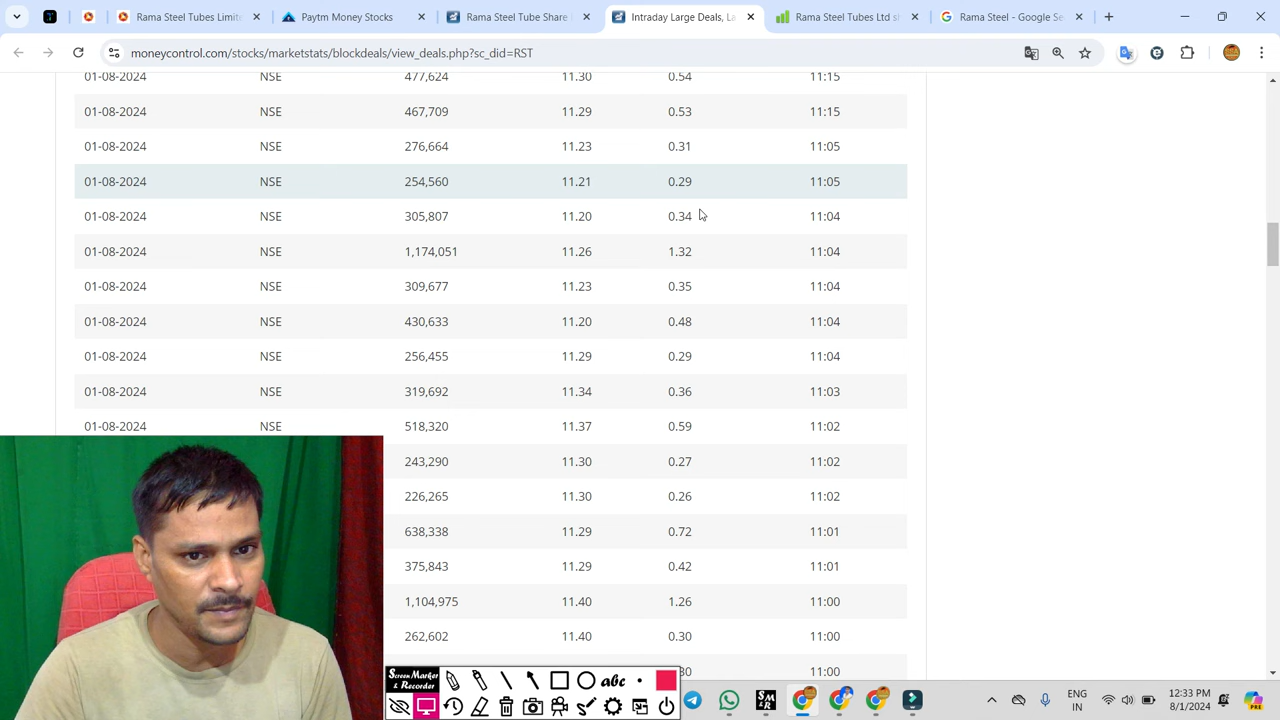 Rama Steel Tubes Limit
Paytm Money Stocks
Rama Steel Tube Share
Intraday Large Deals, La
Rama Steel Tubes Ltd sh
Rama Steel - Google Se
moneycontrol.com/stocks/marketstats/blockdeals/view_deals.php?sc_did=RST
01-08-2024 NSE 477,624 11.30 0.54 11:15
01-08-2024 NSE 467,709 11.29 0.53 11:15
01-08-2024 NSE 276,664 11.23 0.31 11:05
01-08-2024 NSE 254,560 11.21 0.29 11:05
01-08-2024 NSE 305,807 11.20 0.34 11:04
01-08-2024 NSE 1,174,051 11.26 1.32 11:04
01-08-2024 NSE 309,677 11.23 0.35 11:04
01-08-2024 NSE 430,633 11.20 0.48 11:04
01-08-2024 NSE 256,455 11.29 0.29 11:04
01-08-2024 NSE 319,692 11.34 0.36 11:03
01-08-2024 NSE 518,320 11.37 0.59 11:02
243,290 11.30 0.27 11:02
226,265 11.30 0.26 11:02
638,338 11.29 0.72 11:01
375,843 11.29 0.42 11:01
1,104,975 11.40 1.26 11:00
262,602 11.40 0.30 11:00
30 11:00
Screen Marker
& Recorder
abc
ENG
IN
12:33 PM
8/1/2024
PRE